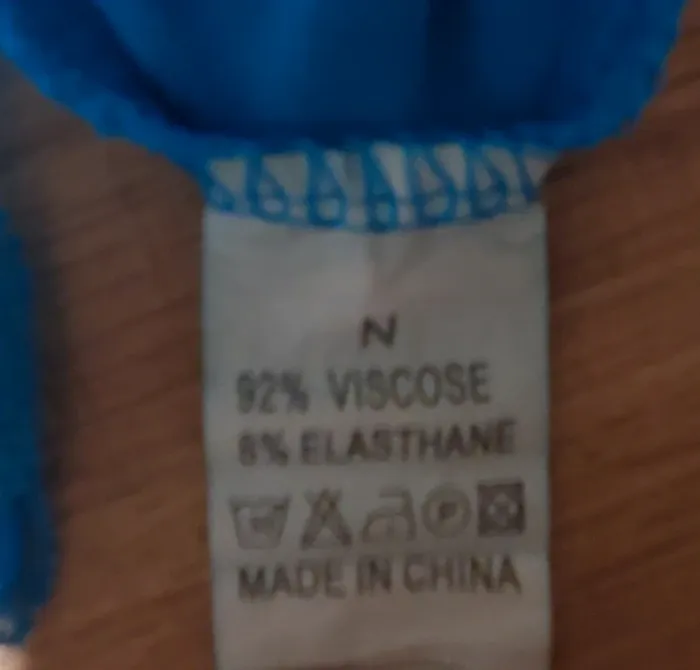 N
92% VISCOSE
8% ELASTHANE
P
MADE IN CHINA